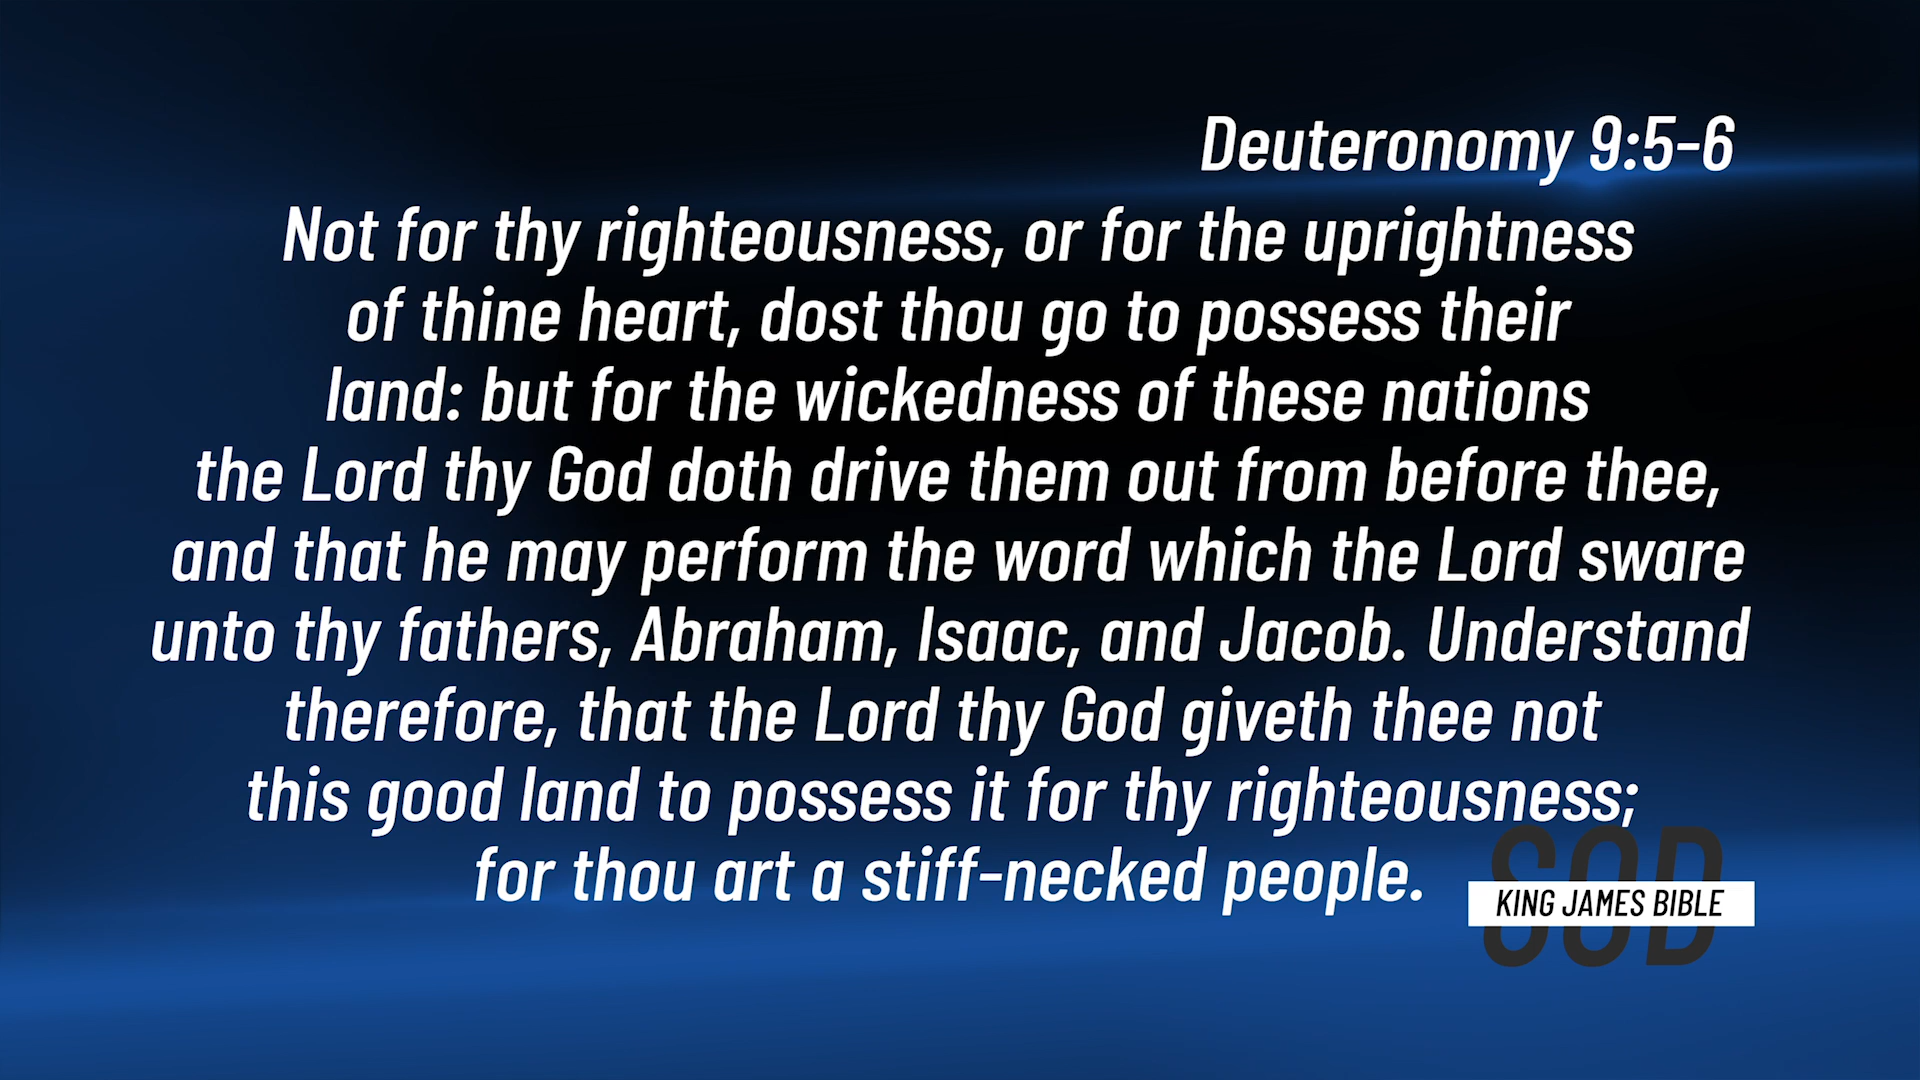 Deuteronomy 9:5-6
Not for thy righteousness, or for the uprightness
of thine heart, dost thou go to possess their
land: but for the wickedness of these nations
the Lord thy God doth drive them out from before thee,
and that he may perform the word which the Lord sware
unto thy fathers, Abraham, Isaac, and Jacob. Understand
therefore, that the Lord thy God giveth thee not
this good land to possess it for thy righteousness;
for thou art a stiff-necked people.
SOD
KING JAMES BIBLE